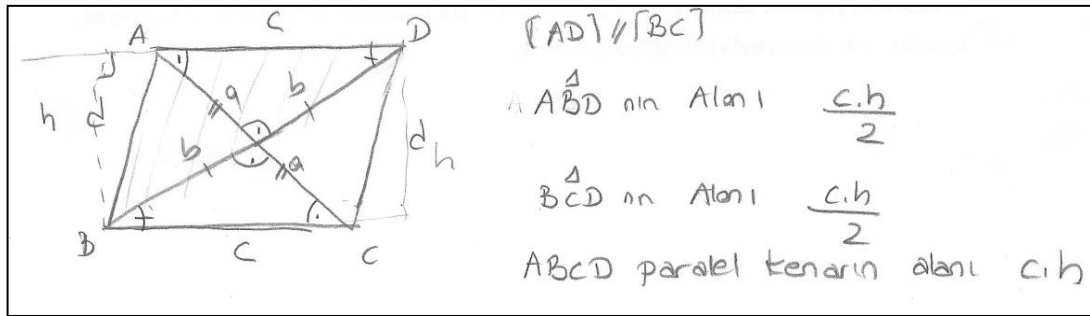 A C D
h d a b d h
b a
B C C
[AD] // [BC]
ABD nin Alanı c.h
2
BCD nin Alanı c.h
2
ABCD paralel kenarın alanı c.h